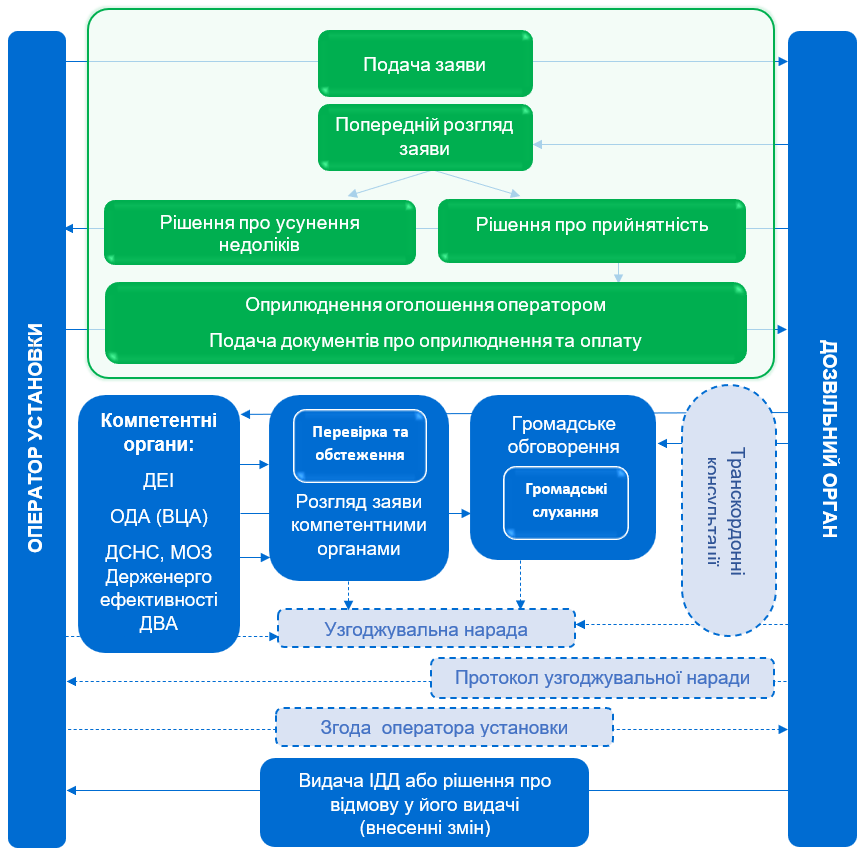 ОПЕРАТОР УСТАНОВКИ
ДОЗВІЛЬНИЙ ОРГАН
Подача заяви
Попередній розгляд
заяви
Рішення про усунення
недоліків
Рішення про прийнятність
Оприлюднення оголошення оператором
Подача документів про оприлюднення та оплату
Компетентні
органи:
ДЕІ
ОДА (ВЦА)
ДСНС, МОЗ
Держенерго
ефективності
ДВА
Перевірка та
обстеження
Розгляд заяви
компетентними
органами
Громадське
обговорення
Громадські
слухання
Транскордонні
консультації
Узгоджувальна нарада
Протокол узгоджувальної наради
Згода оператора установки
Видача ІДД або рішення про
відмову у його видачі
(внесенні змін)